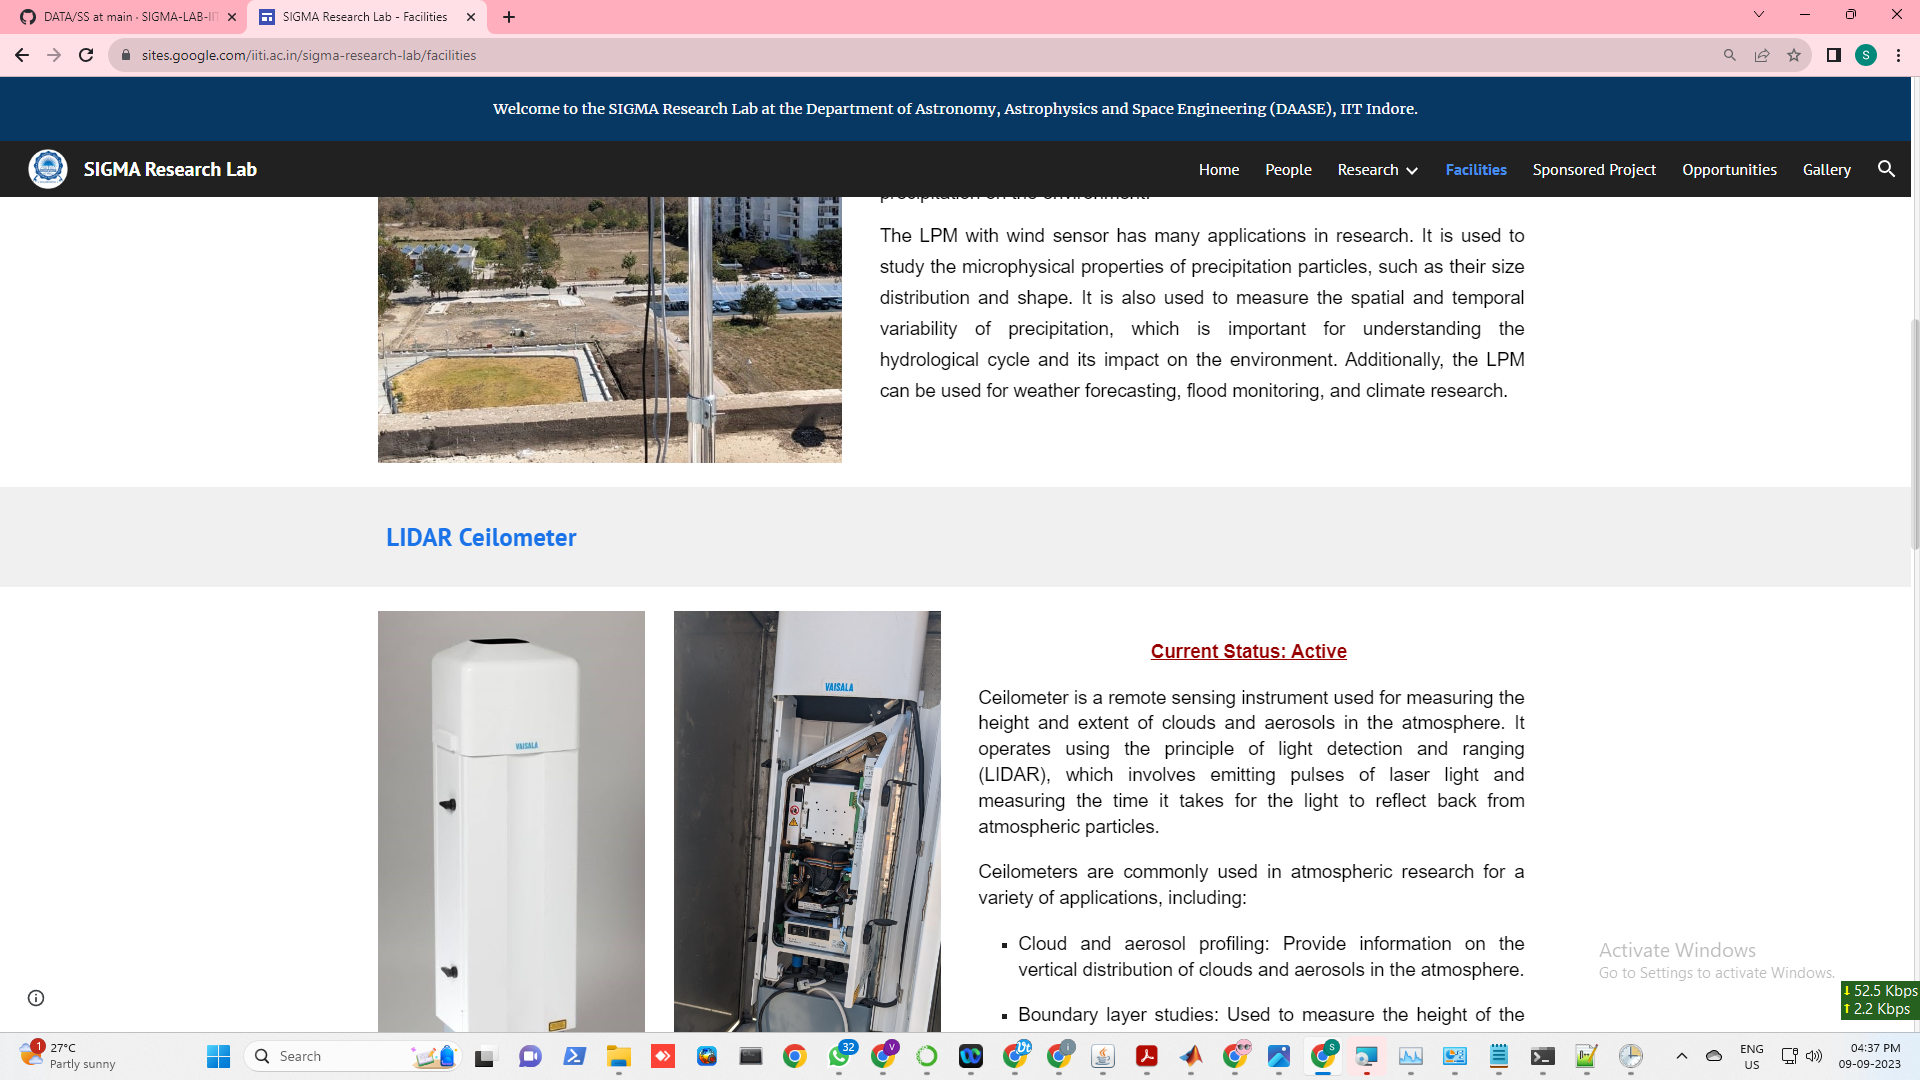 DATA/SS at main · SIGMA-LAB-IIT
SIGMA Research Lab - Facilities
sites.google.com/iiti.ac.in/sigma-research-lab/facilities
S
Welcome to the SIGMA Research Lab at the Department of Astronomy, Astrophysics and Space Engineering (DAASE), IIT Indore.
SIGMA Research Lab
Home
People
Research
Facilities
Sponsored Project
Opportunities
Gallery
precipitation on the environment.
The LPM with wind sensor has many applications in research. It is used to
study the microphysical properties of precipitation particles, such as their size
distribution and shape. It is also used to measure the spatial and temporal
variability of precipitation, which is important for understanding the
hydrological cycle and its impact on the environment. Additionally, the LPM
can be used for weather forecasting, flood monitoring, and climate research.
LIDAR Ceilometer
VAISALA
VAISALA
Current Status: Active
Ceilometer is a remote sensing instrument used for measuring the
height and extent of clouds and aerosols in the atmosphere. It
operates using the principle of light detection and ranging
(LIDAR), which involves emitting pulses of laser light and
measuring the time it takes for the light to reflect back from
atmospheric particles.
Ceilometers are commonly used in atmospheric research for a
variety of applications, including:
▪ Cloud and aerosol profiling: Provide information on the
vertical distribution of clouds and aerosols in the atmosphere.
▪ Boundary layer studies: Used to measure the height of the
Activate Windows
Go to Settings to activate Windows.
52.5 Kbps
2.2 Kbps
1
27°C
Partly sunny
Search
32
V
S
ENG
US
04:37 PM
09-09-2023